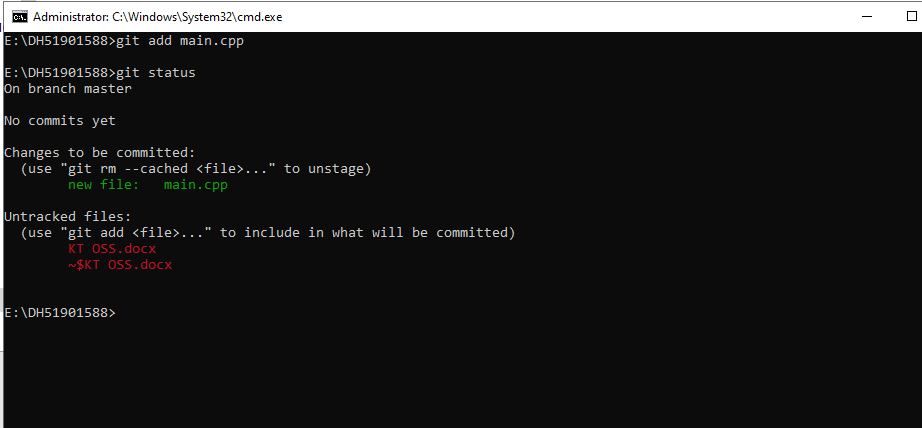 Administrator: C:\Windows\System32\cmd.exe
E:\DH51901588>git add main.cpp
E:\DH51901588>git status
On branch master
No commits yet
Changes to be committed:
  (use "git rm --cached <file>..." to unstage)
        new file:   main.cpp
Untracked files:
  (use "git add <file>..." to include in what will be committed)
        KT OSS.docx
        ~$KT OSS.docx
E:\DH51901588>